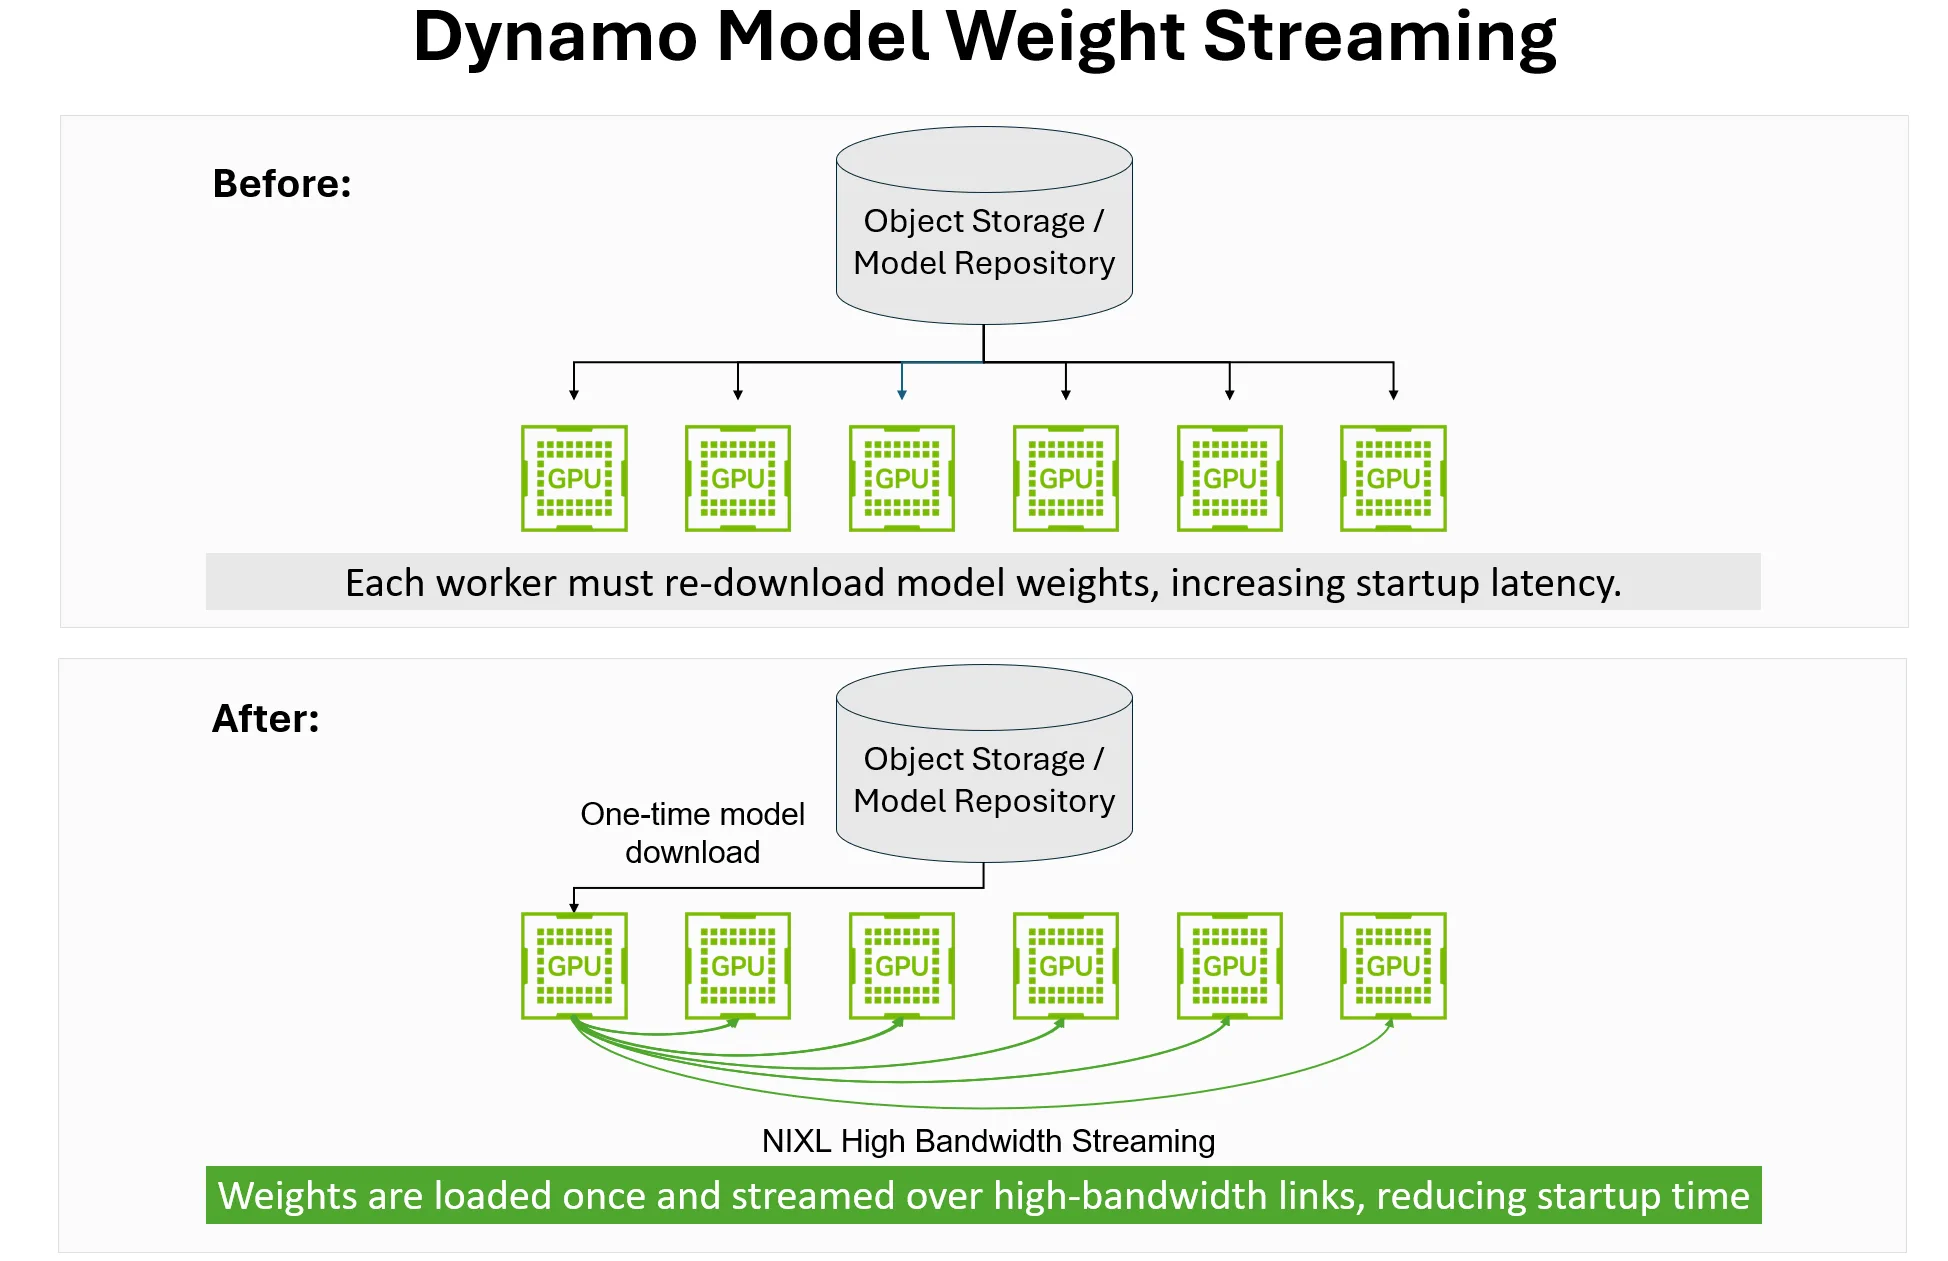 Dynamo Model Weight Streaming
Before:
Object Storage /
Model Repository
GPU GPU GPU GPU GPU GPU
Each worker must re-download model weights, increasing startup latency.
After:
Object Storage /
Model Repository
One-time model
download
GPU GPU GPU GPU GPU GPU
NIXL High Bandwidth Streaming
Weights are loaded once and streamed over high-bandwidth links, reducing startup time